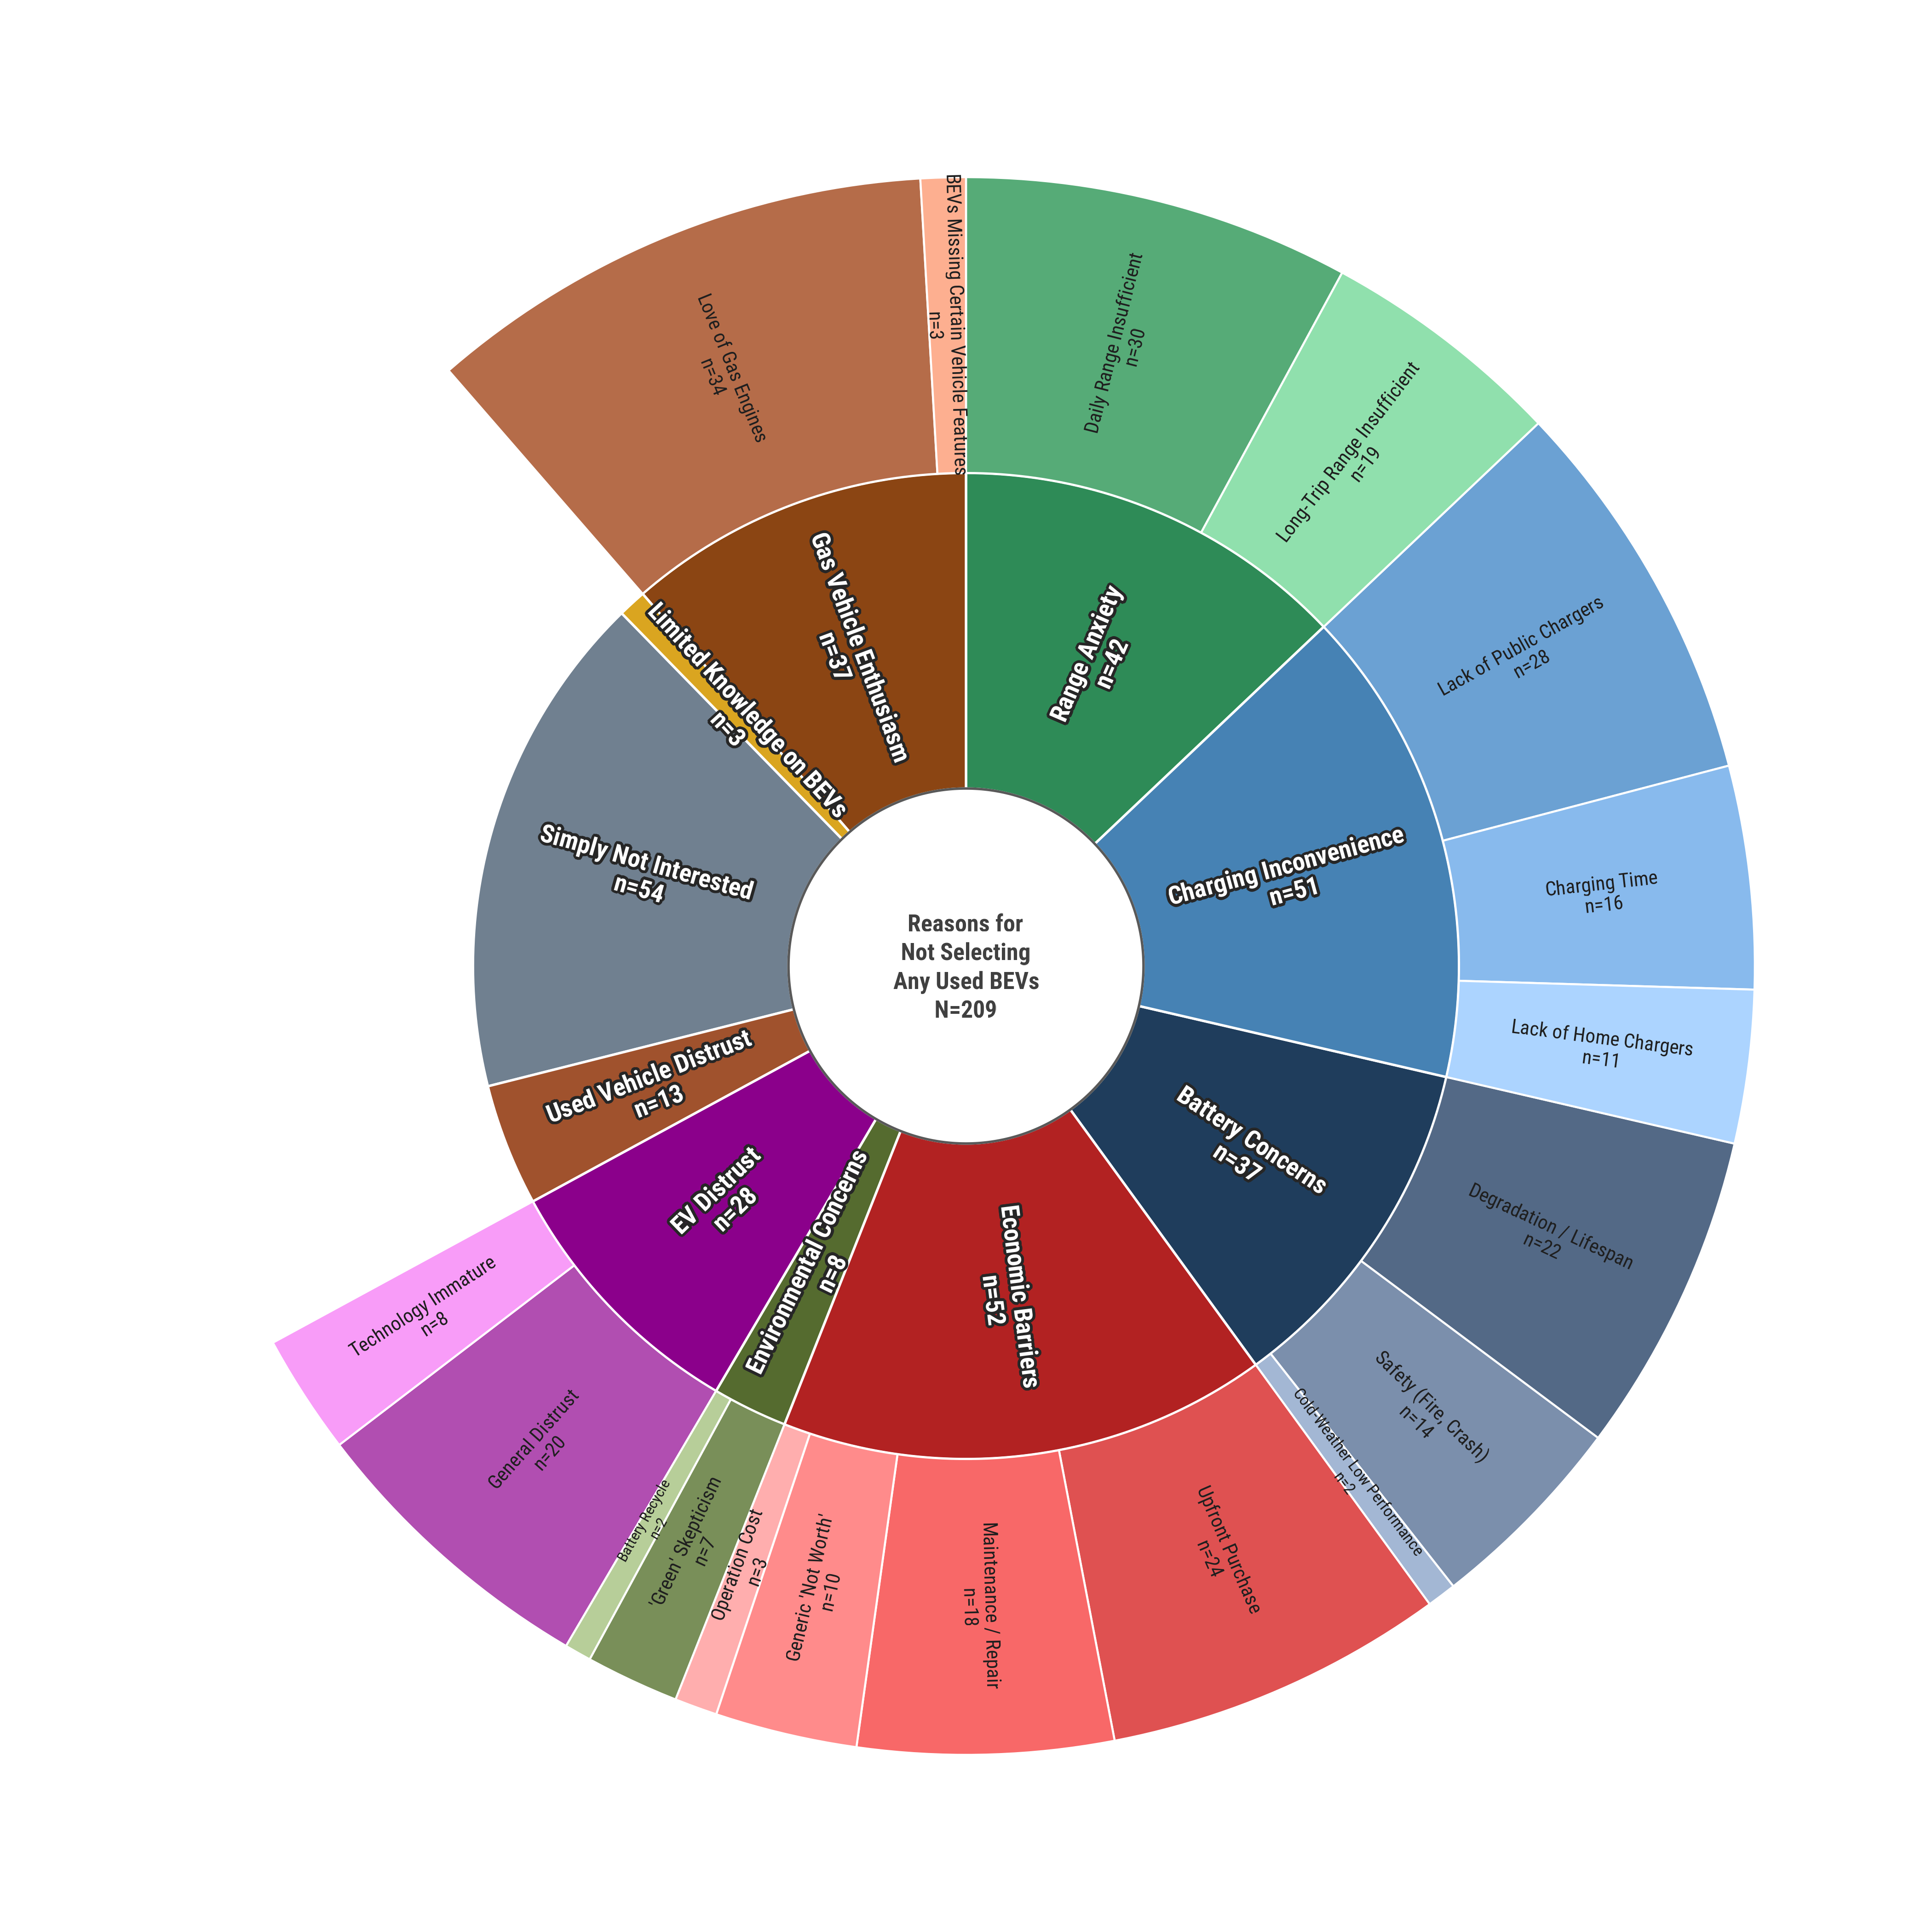 Reasons for
Not Selecting
Any Used BEVs
N=209
Range Anxiety
n=42
Daily Range Insufficient
n=30
Long-Trip Range Insufficient
n=19
Charging Inconvenience
n=51
Lack of Public Chargers
n=28
Charging Time
n=16
Lack of Home Chargers
n=11
Battery Concerns
n=37
Degradation / Lifespan
n=22
Safety (Fire, Crash)
n=14
Cold-Weather Low Performance
n=2
Economic Barriers
n=52
Upfront Purchase
n=24
Maintenance / Repair
n=18
Generic 'Not Worth'
n=10
Operation Cost
n=3
Environmental Concerns
n=8
'Green' Skepticism
n=7
Battery Recycle
n=2
EV Distrust
n=28
General Distrust
n=20
Technology Immature
n=8
Used Vehicle Distrust
n=13
Simply Not Interested
n=54
Limited Knowledge on BEVs
n=3
Gas Vehicle Enthusiasm
n=37
Love of Gas Engines
n=34
BEVs Missing Certain Vehicle Features
n=3